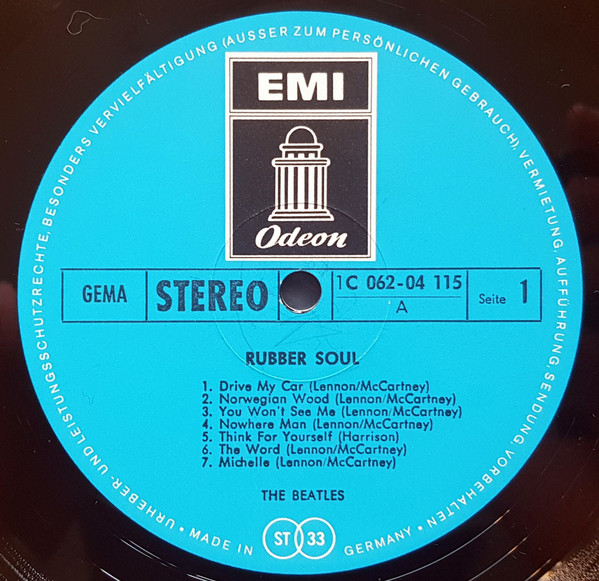 URHEBER- UND LEISTUNGSSCHUTZRECHTE, BESONDERS VERVIELFÄLTIGUNG (AUSSER ZUM PERSÖNLICHEN GEBRAUCH), VERMIETUNG, AUFFÜHRUNG, SENDUNG, VORBEHALTEN •
EMI
Odeon
GEMA
STEREO
1C 062-04 115
A
Seite 1
RUBBER SOUL
1. Drive My Car (Lennon/McCartney)
2. Norwegian Wood (Lennon/McCartney)
3. You Won't See Me (Lennon/McCartney)
4. Nowhere Man (Lennon/McCartney)
5. Think For Yourself (Harrison)
6. The Word (Lennon/McCartney)
7. Michelle (Lennon/McCartney)
THE BEATLES
• MADE IN GERMANY •
ST 33